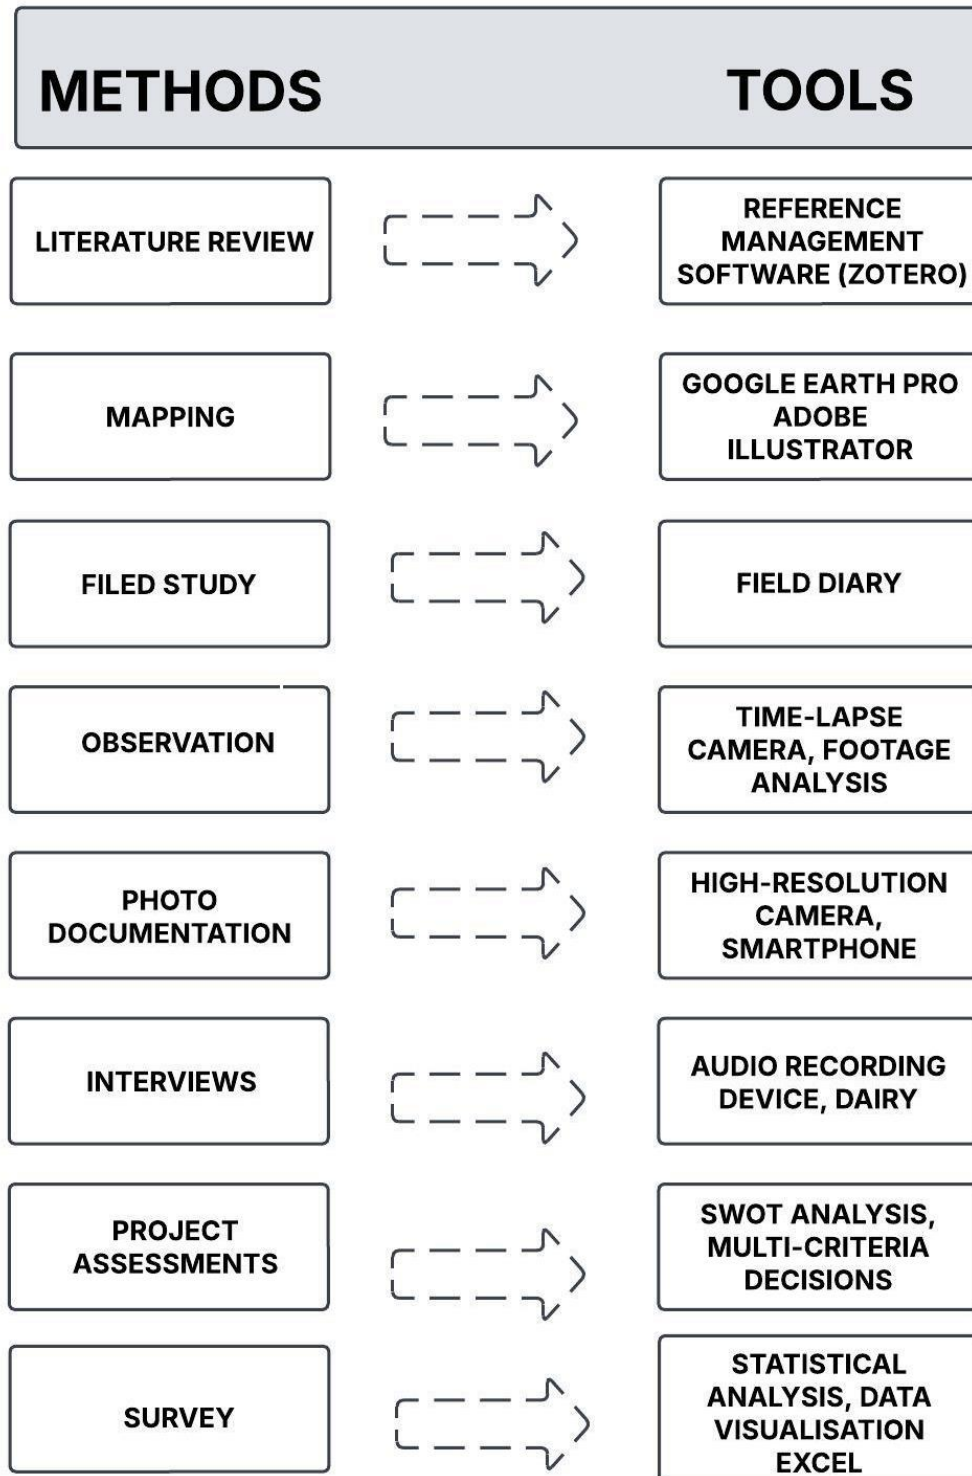 METHODS
TOOLS
LITERATURE REVIEW
REFERENCE
MANAGEMENT
SOFTWARE (ZOTERO)
MAPPING
GOOGLE EARTH PRO
ADOBE
ILLUSTRATOR
FILED STUDY
FIELD DIARY
OBSERVATION
TIME-LAPSE
CAMERA, FOOTAGE
ANALYSIS
PHOTO
DOCUMENTATION
HIGH-RESOLUTION
CAMERA,
SMARTPHONE
INTERVIEWS
AUDIO RECORDING
DEVICE, DAIRY
PROJECT
ASSESSMENTS
SWOT ANALYSIS,
MULTI-CRITERIA
DECISIONS
SURVEY
STATISTICAL
ANALYSIS, DATA
VISUALISATION
EXCEL